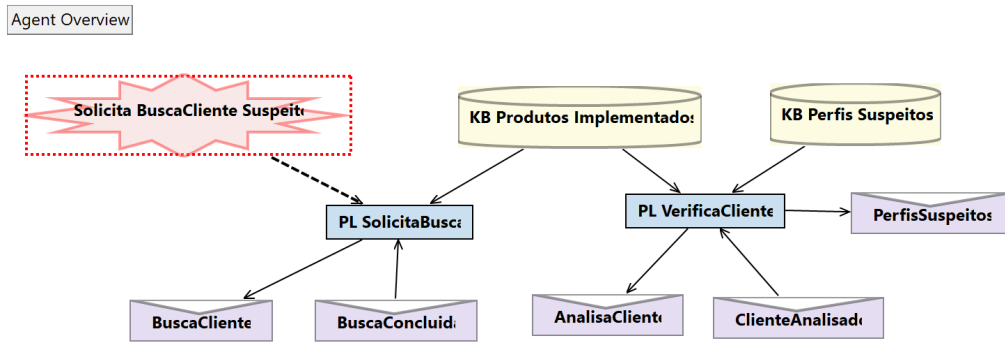 Agent Overview
Solicita BuscaCliente Suspeito
KB Produtos Implementados
KB Perfis Suspeitos
PL SolicitaBusca
PL VerificaCliente
PerfisSuspeitos
BuscaCliente
BuscaConcluida
AnalisaCliente
ClienteAnalisado